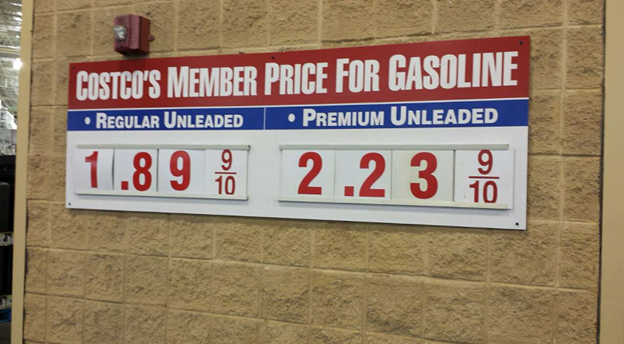 COSTCO'S MEMBER PRICE FOR GASOLINE
• REGULAR UNLEADED • PREMIUM UNLEADED
1.89 9/10 2.23 9/10